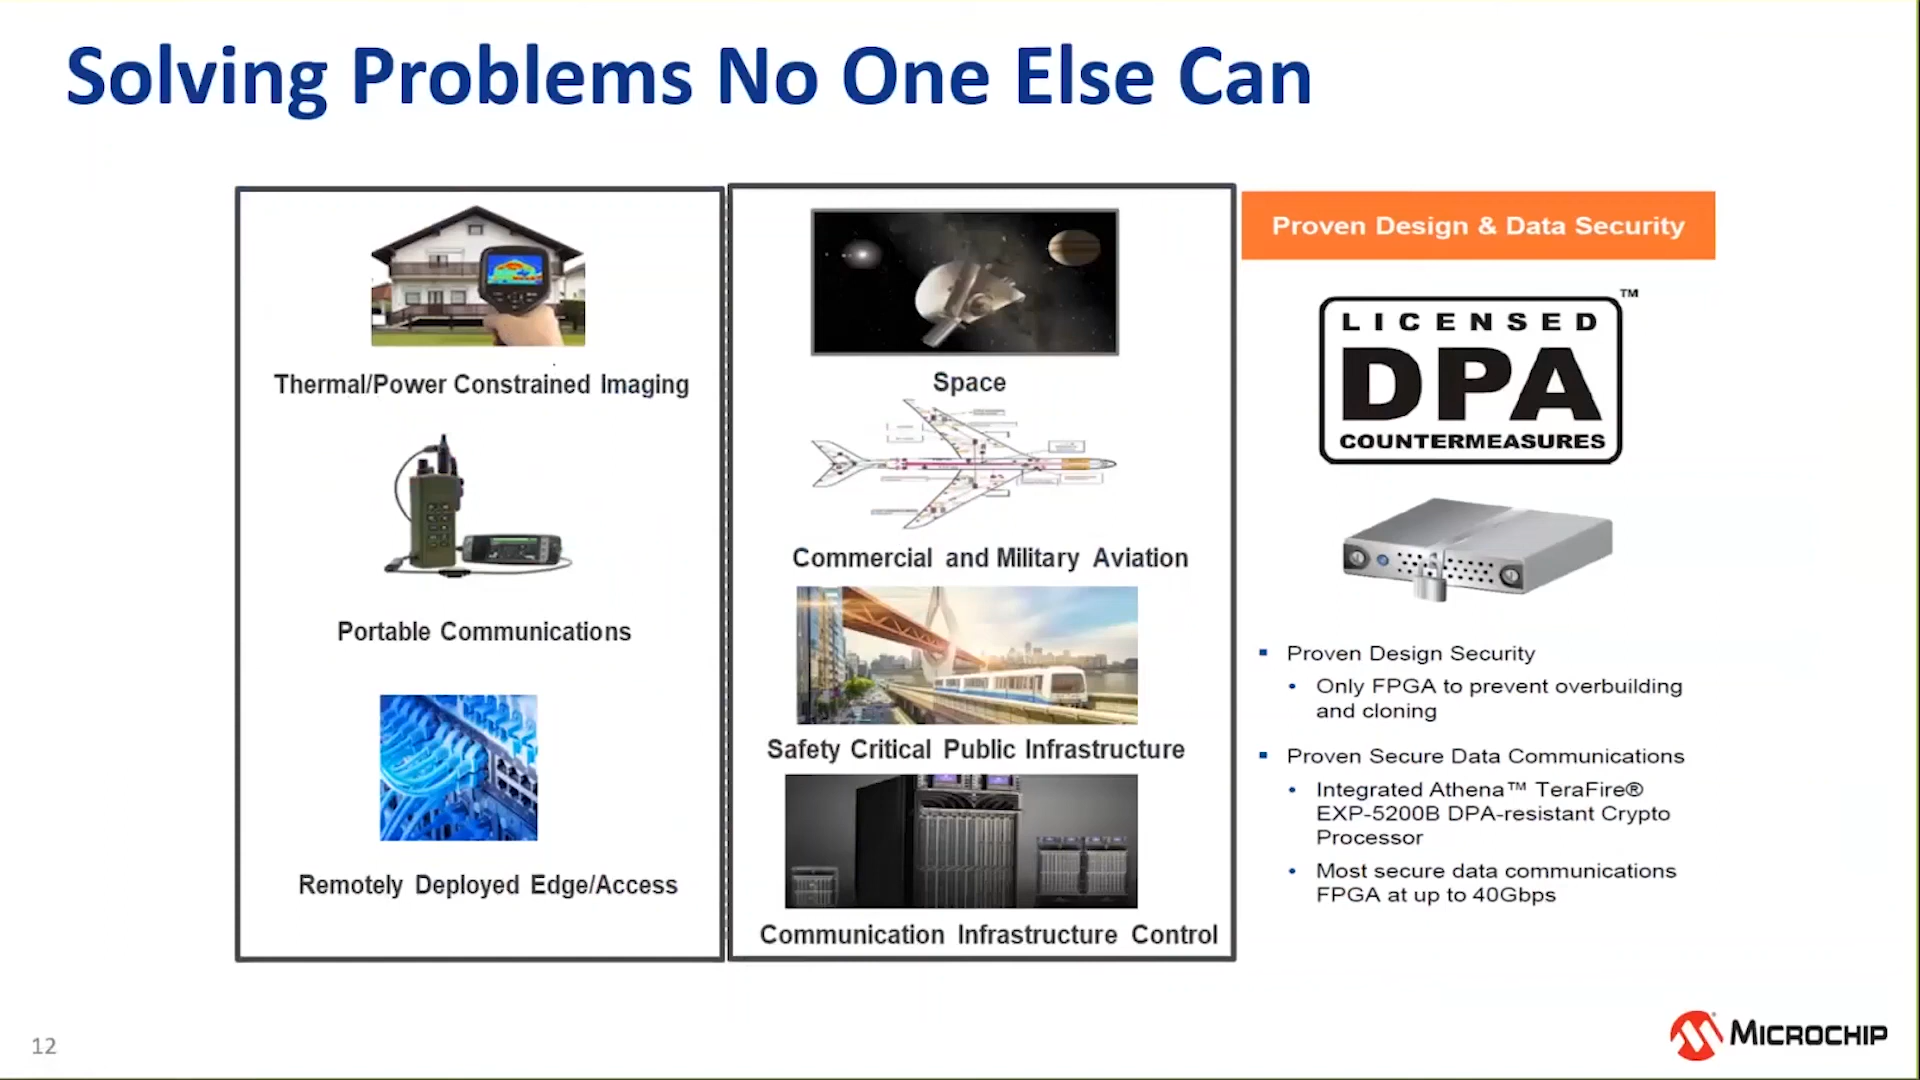 Solving Problems No One Else Can
Thermal/Power Constrained Imaging
Portable Communications
Remotely Deployed Edge/Access
Space
Commercial and Military Aviation
Safety Critical Public Infrastructure
Communication Infrastructure Control
Proven Design & Data Security
LICENSED™
DPA
COUNTERMEASURES
▪ Proven Design Security
• Only FPGA to prevent overbuilding
and cloning
▪ Proven Secure Data Communications
• Integrated Athena™ TeraFire®
EXP-5200B DPA-resistant Crypto
Processor
• Most secure data communications
FPGA at up to 40Gbps
12
MICROCHIP